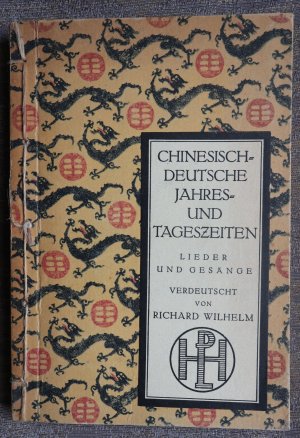 CHINESISCH-
DEUTSCHE
JAHRES-
UND
TAGESZEITEN
LIEDER
UND GESÄNGE
VERDEUTSCHT
VON
RICHARD WILHELM